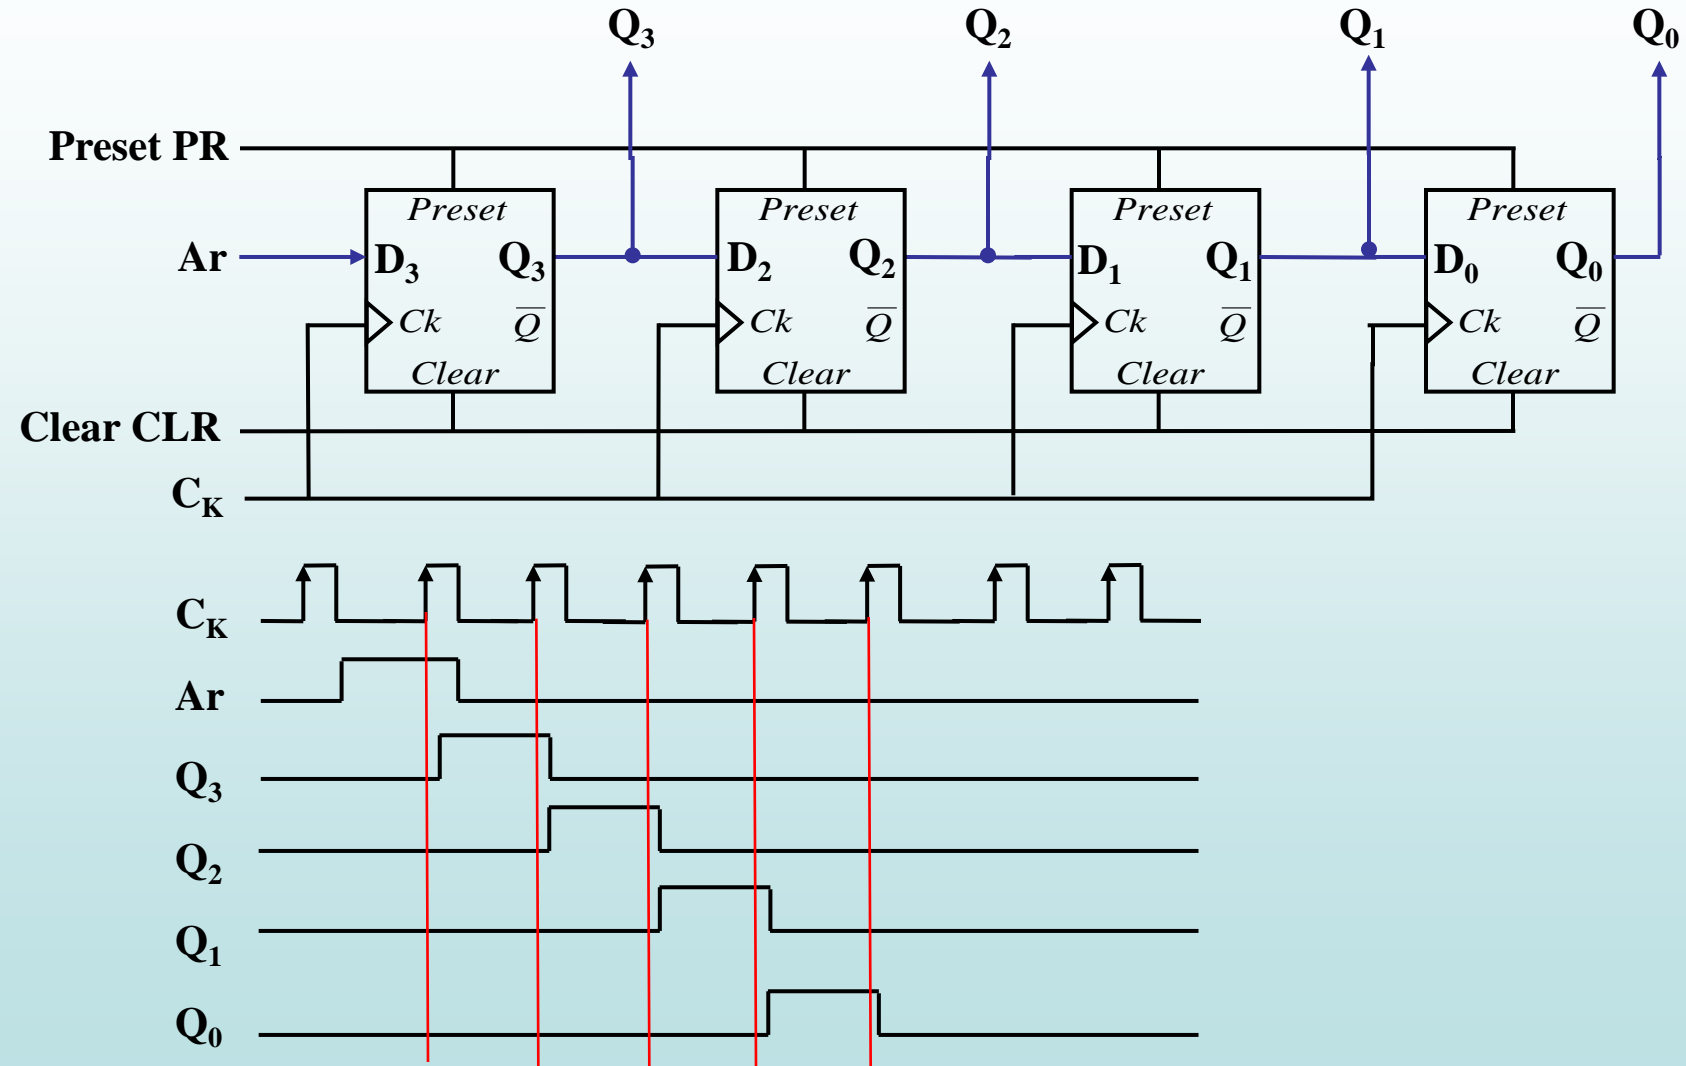 Q3 Q2 Q1 Q0
Preset PR
Preset Preset Preset Preset
Ar D3 Q3 D2 Q2 D1 Q1 D0 Q0
Ck Q̅ Ck Q̅ Ck Q̅ Ck Q̅
Clear Clear Clear Clear
Clear CLR
CK
CK
Ar
Q3
Q2
Q1
Q0